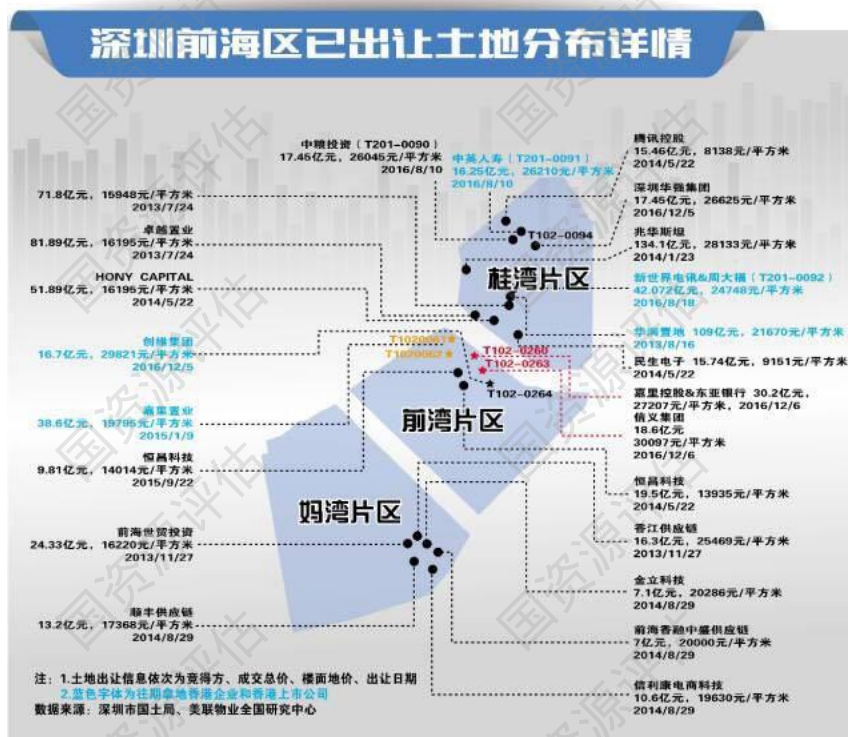 深圳前海区已出让土地分布详情
中粮投资（T201-0090）
17.45亿元，26045元/平方米
2016/8/10
中英人寿（T201-0091）
16.25亿元，26210元/平方米
2016/8/10
腾讯控股
15.46亿元，8138元/平方米
2014/5/22
深圳华强集团
17.45亿元，26625元/平方米
2016/12/5
兆华斯坦
134.1亿元，28133元/平方米
2014/1/23
新世界电讯&周大福（T201-0092）
42.072亿元，24748元/平方米
2016/8/18
华润置地 109亿元，21670元/平方米
2013/8/16
民生电子 15.74亿元，9151元/平方米
2014/5/22
嘉里控股&东亚银行 30.2亿元，
27207元/平方米，2016/12/6
信义集团
18.6亿元
30097元/平方米
2016/12/6
恒昌科技
19.5亿元，13935元/平方米
2014/5/22
香江供应链
16.3亿元，25469元/平方米
2013/11/27
金立科技
7.1亿元，20286元/平方米
2014/8/29
前海香融中盛供应链
7亿元，20000元/平方米
2014/8/29
信利康电商科技
10.6亿元，19630元/平方米
2014/8/29
71.8亿元，15948元/平方米
2013/7/24
卓越置业
81.89亿元，16195元/平方米
2013/7/24
HONY CAPITAL
51.89亿元，16195元/平方米
2014/5/22
创维集团
16.7亿元，29821元/平方米
2016/12/5
嘉里置业
38.6亿元，19795元/平方米
2015/1/9
恒昌科技
9.81亿元，14014元/平方米
2015/9/22
前海世贸投资
24.33亿元，16220元/平方米
2013/11/27
顺丰供应链
13.2亿元，17368元/平方米
2014/8/29
T102-0094
桂湾片区
T1020061
T1020062
T102-0260
T102-0263
T102-0264
前湾片区
妈湾片区
注：1.土地出让信息依次为竞得方、成交总价、楼面地价、出让日期
2.蓝色字体为往期拿地香港企业和香港上市公司
数据来源：深圳市国土局、美联物业全国研究中心
国资源评估